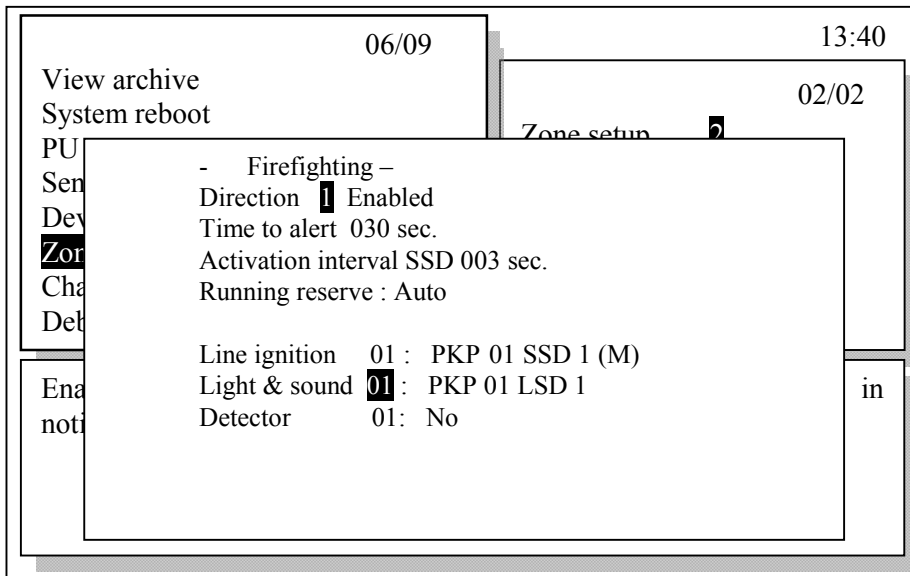 06/09
13:40
View archive
System reboot
PU
Sen
Dev
Zon
Cha
Deb
02/02
Zone setup 2
- Firefighting –
Direction 1 Enabled
Time to alert 030 sec.
Activation interval SSD 003 sec.
Running reserve : Auto
Line ignition 01 : PKP 01 SSD 1 (M)
Light & sound 01 : PKP 01 LSD 1
Detector 01: No
Ena
in
noti